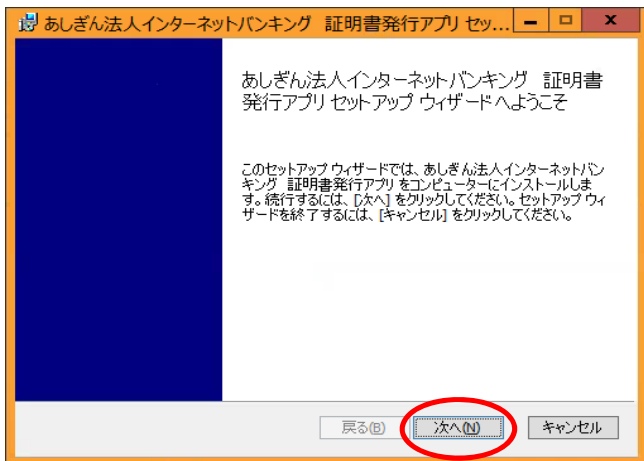 あしぎん法人インターネットバンキング　証明書発行アプリ セッ...
あしぎん法人インターネットバンキング　証明書
発行アプリ セットアップ ウィザードへようこそ
このセットアップ ウィザードでは、あしぎん法人インターネットバン
キング　証明書発行アプリ をコンピューターにインストールしま
す。続行するには、[次へ] をクリックしてください。セットアップ ウィ
ザードを終了するには、[キャンセル] をクリックしてください。
戻る(B)
次へ(N)
キャンセル